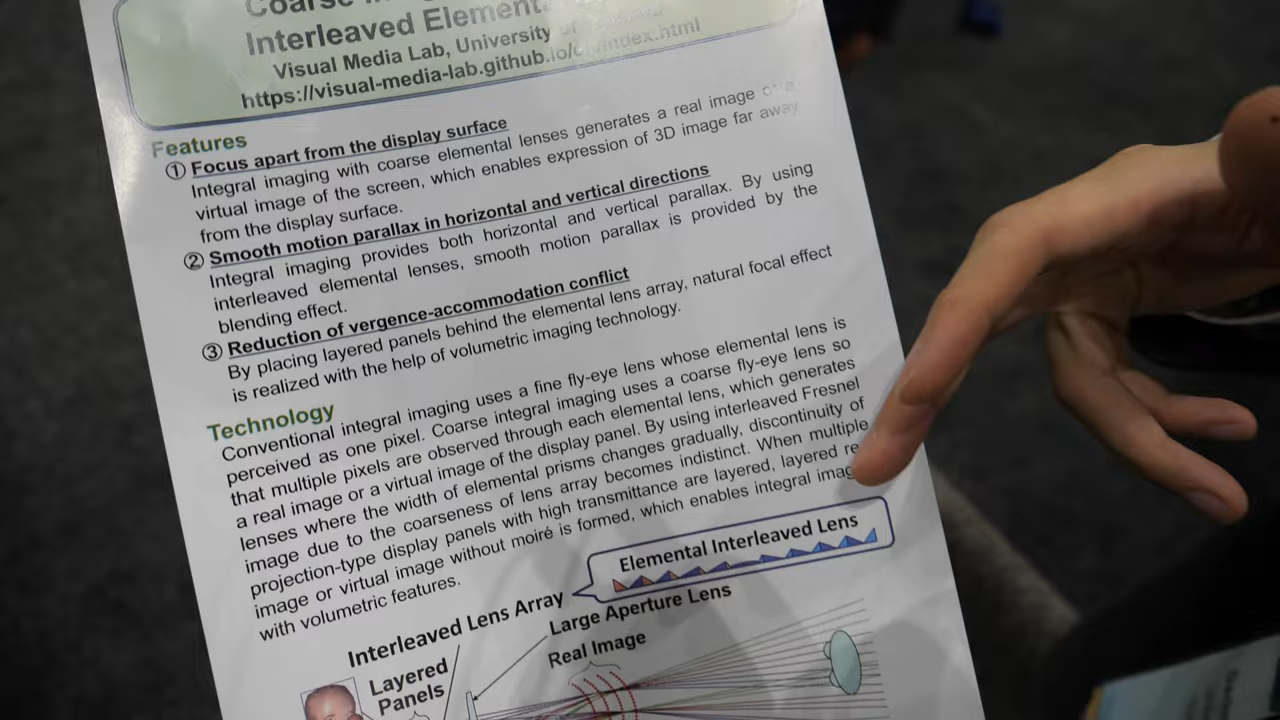 Coarse
Interleaved Element
Visual Media Lab, University of
https://visual-media-lab.github.io/ /index.html
Features
① Focus apart from the display surface
Integral imaging with coarse elemental lenses generates a real image or a
virtual image of the screen, which enables expression of 3D image far away
from the display surface.
② Smooth motion parallax in horizontal and vertical directions
Integral imaging provides both horizontal and vertical parallax. By using
interleaved elemental lenses, smooth motion parallax is provided by the
blending effect.
③ Reduction of vergence-accommodation conflict
By placing layered panels behind the elemental lens array, natural focal effect
is realized with the help of volumetric imaging technology.
Technology
Conventional integral imaging uses a fine fly-eye lens whose elemental lens is
perceived as one pixel. Coarse integral imaging uses a coarse fly-eye lens so
that multiple pixels are observed through each elemental lens, which generates
a real image or a virtual image of the display panel. By using interleaved Fresnel
lenses where the width of elemental prisms changes gradually, discontinuity of
image due to the coarseness of lens array becomes indistinct. When multiple
projection-type display panels with high transmittance are layered, layered re
image or virtual image without moiré is formed, which enables integral imag
with volumetric features.
Elemental Interleaved Lens
Interleaved Lens Array
Large Aperture Lens
Real Image
Layered
Panels